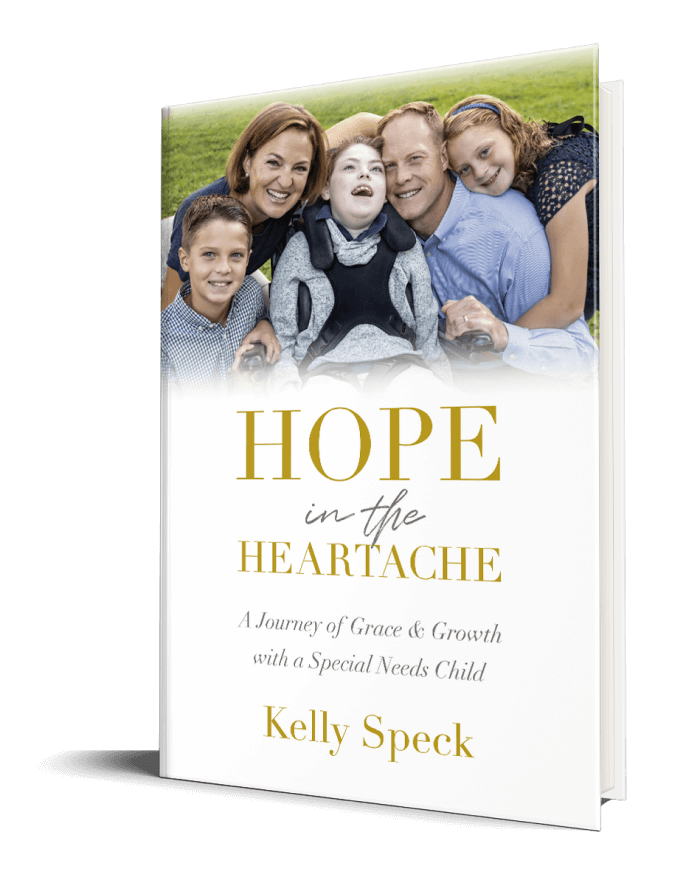 HOPE
in the
HEARTACHE
A Journey of Grace & Growth
with a Special Needs Child
Kelly Speck